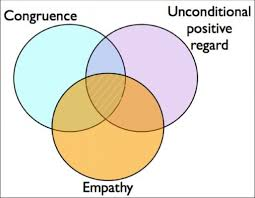 Congruence
Unconditional
positive
regard
Empathy